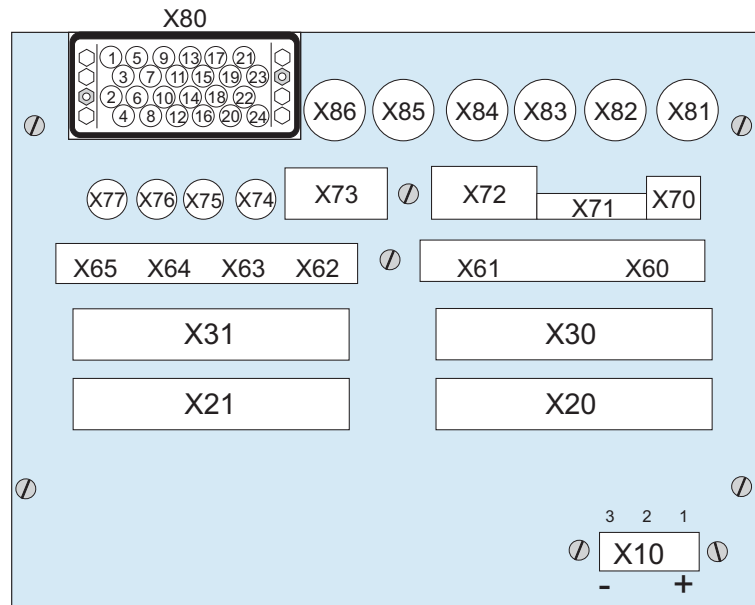 X80
1 5 9 13 17 21
3 7 11 15 19 23
2 6 10 14 18 22
4 8 12 16 20 24
X86 X85 X84 X83 X82 X81
X77 X76 X75 X74 X73 X72 X71 X70
X65 X64 X63 X62 X61 X60
X31 X30
X21 X20
3 2 1
X10
- +